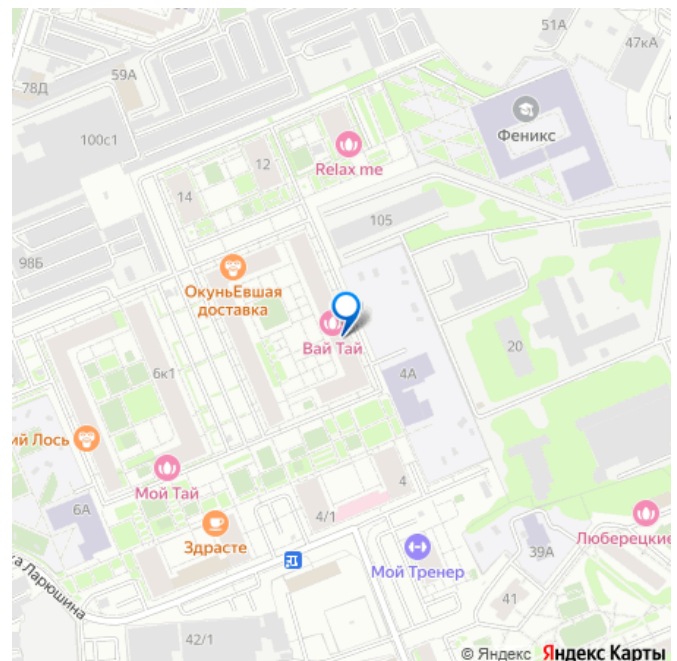 51А
47кА
59А
78Д
Феникс
100с1
12
Relax me
14
105
98Б
ОкуньЕвшая
доставка
Вай Тай
20
6к1
4А
ий Лось
Мой Тай
4
6А
4/1
Здрасте
Люберецкие
39А
Мой Тренер
ка Ларюшина
41
42/1
© Яндекс Яндекс Карты